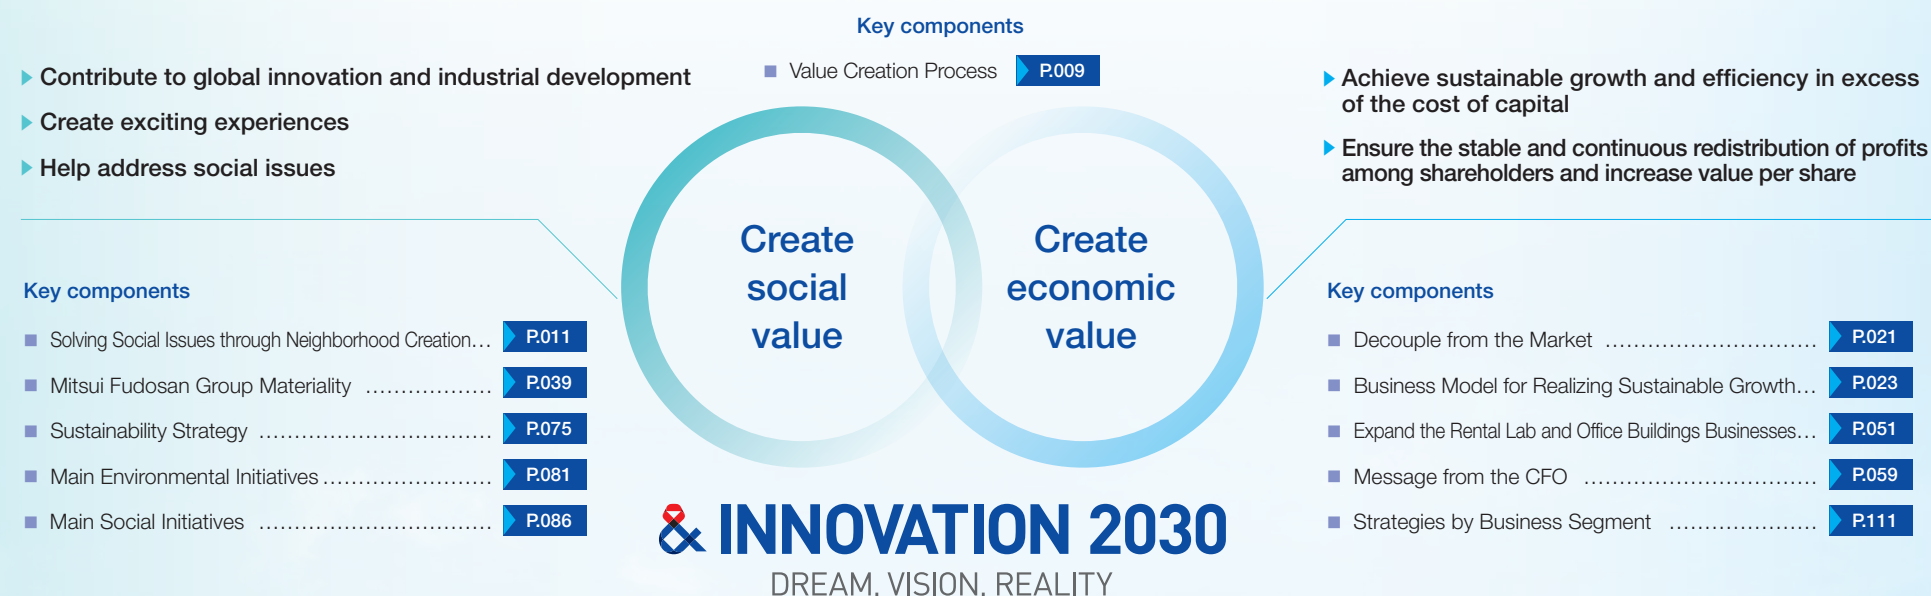 Key components
Value Creation Process P.009
Contribute to global innovation and industrial development
Create exciting experiences
Help address social issues
Key components
Solving Social Issues through Neighborhood Creation... P.011
Mitsui Fudosan Group Materiality .................. P.039
Sustainability Strategy ................................. P.075
Main Environmental Initiatives ........................ P.081
Main Social Initiatives ................................. P.086
Create
social
value
Create
economic
value
Achieve sustainable growth and efficiency in excess
of the cost of capital
Ensure the stable and continuous redistribution of profits
among shareholders and increase value per share
Key components
Decouple from the Market .............................. P.021
Business Model for Realizing Sustainable Growth... P.023
Expand the Rental Lab and Office Buildings Businesses... P.051
Message from the CFO ................................. P.059
Strategies by Business Segment ..................... P.111
& INNOVATION 2030
DREAM, VISION, REALITY